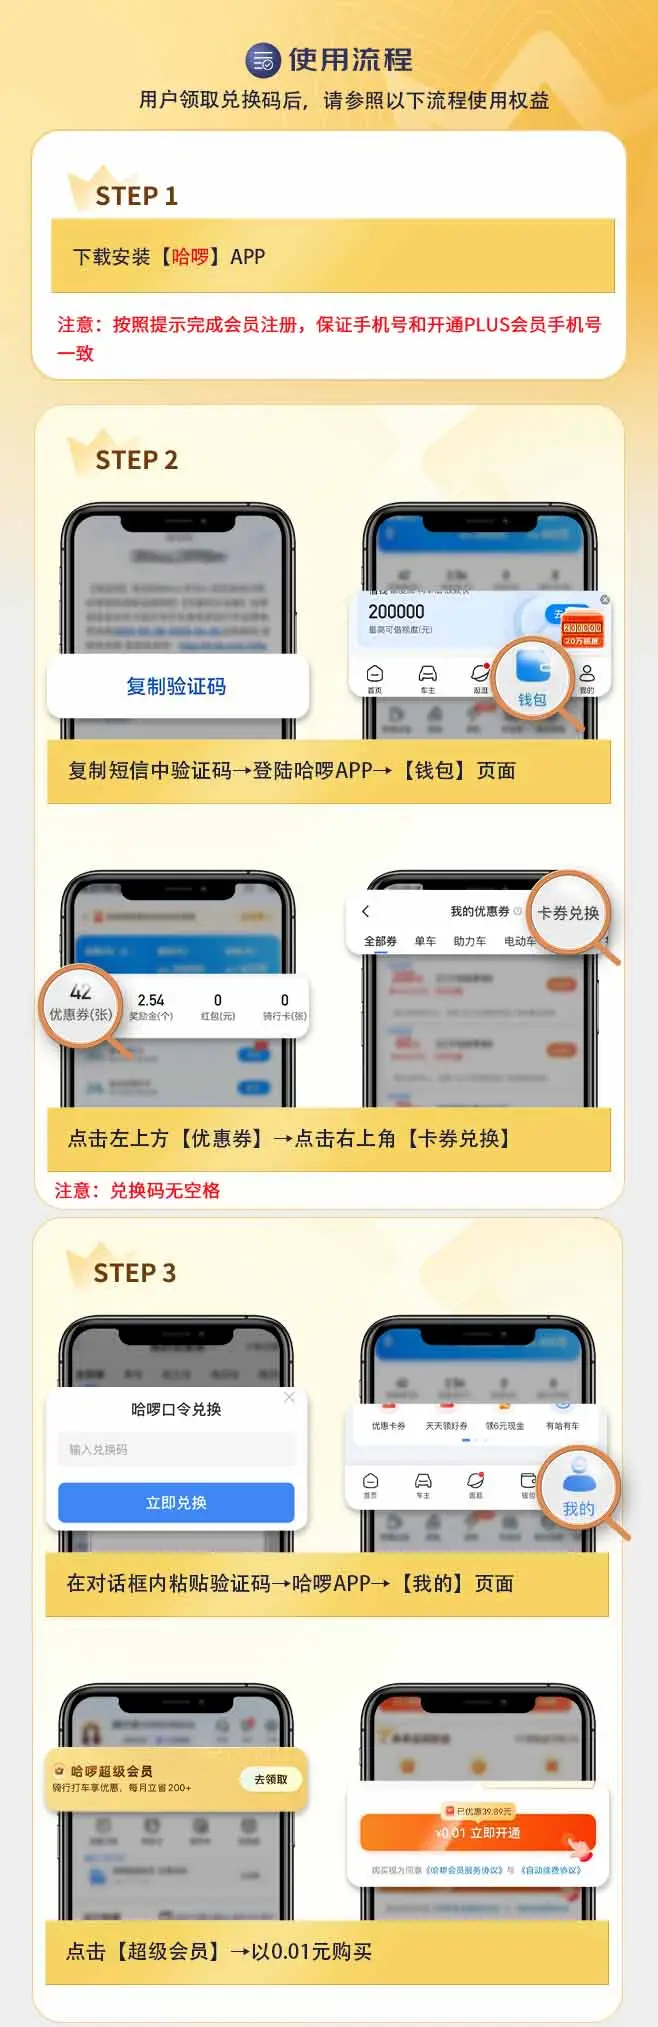 使用流程
用户领取兑换码后，请参照以下流程使用权益
STEP 1
下载安装【哈啰】APP
注意：按照提示完成会员注册，保证手机号和开通PLUS会员手机号
一致
STEP 2
复制验证码
200000
最高可借额度(元)
200000
20万额度
首页
车主
逛逛
钱包
我的
复制短信中验证码→登陆哈啰APP→【钱包】页面
42
优惠券(张)
2.54
奖励金(个)
0
红包(元)
0
骑行卡(张)
我的优惠券
卡券兑换
全部券
单车
助力车
电动车
点击左上方【优惠券】→点击右上角【卡券兑换】
注意：兑换码无空格
STEP 3
哈啰口令兑换
输入兑换码
立即兑换
优惠卡券
天天领好券
领6元现金
有哈有车
首页
车主
逛逛
钱包
我的
在对话框内粘贴验证码→哈啰APP→【我的】页面
哈啰超级会员
骑行打车享优惠，每月立省200+
去领取
已优惠39.89元
¥0.01 立即开通
购买视为同意《哈啰会员服务协议》与《自动续费协议》
点击【超级会员】→以0.01元购买